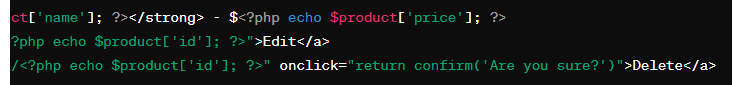 ct['name']; ?></strong> - $<?php echo $product['price']; ?>
?php echo $product['id']; ?>">Edit</a>
/<?php echo $product['id']; ?>" onclick="return confirm('Are you sure?')">Delete</a>